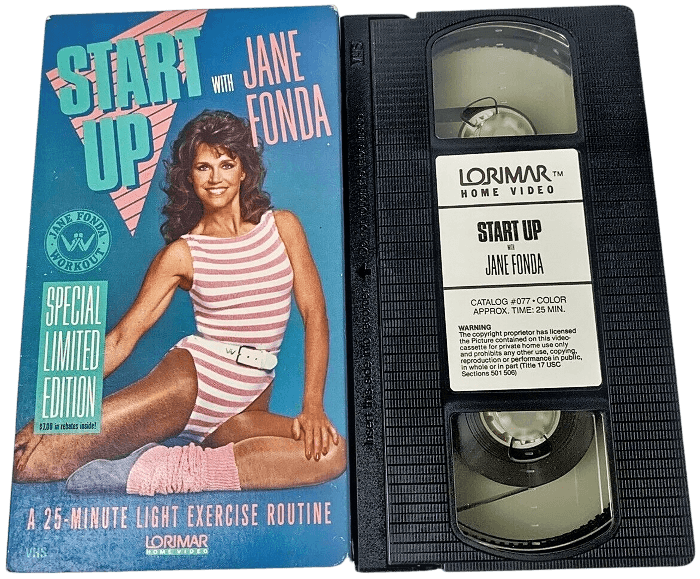 START
UP
WITH
JANE
FONDA
JANE FONDA
WORKOUT
SPECIAL
LIMITED
EDITION
$7.00 in rebates inside!
A 25-MINUTE LIGHT EXERCISE ROUTINE
VHS
LORIMAR
HOME VIDEO
VHS
LORIMAR™
HOME VIDEO
START UP
WITH
JANE FONDA
CATALOG #077 • COLOR
APPROX. TIME: 25 MIN.
WARNING
The copyright proprietor has licensed
the Picture contained on this video-
cassette for private home use only
and prohibits any other use, copying,
reproduction or performance in public,
in whole or in part (Title 17 USC
Sections 501 506)